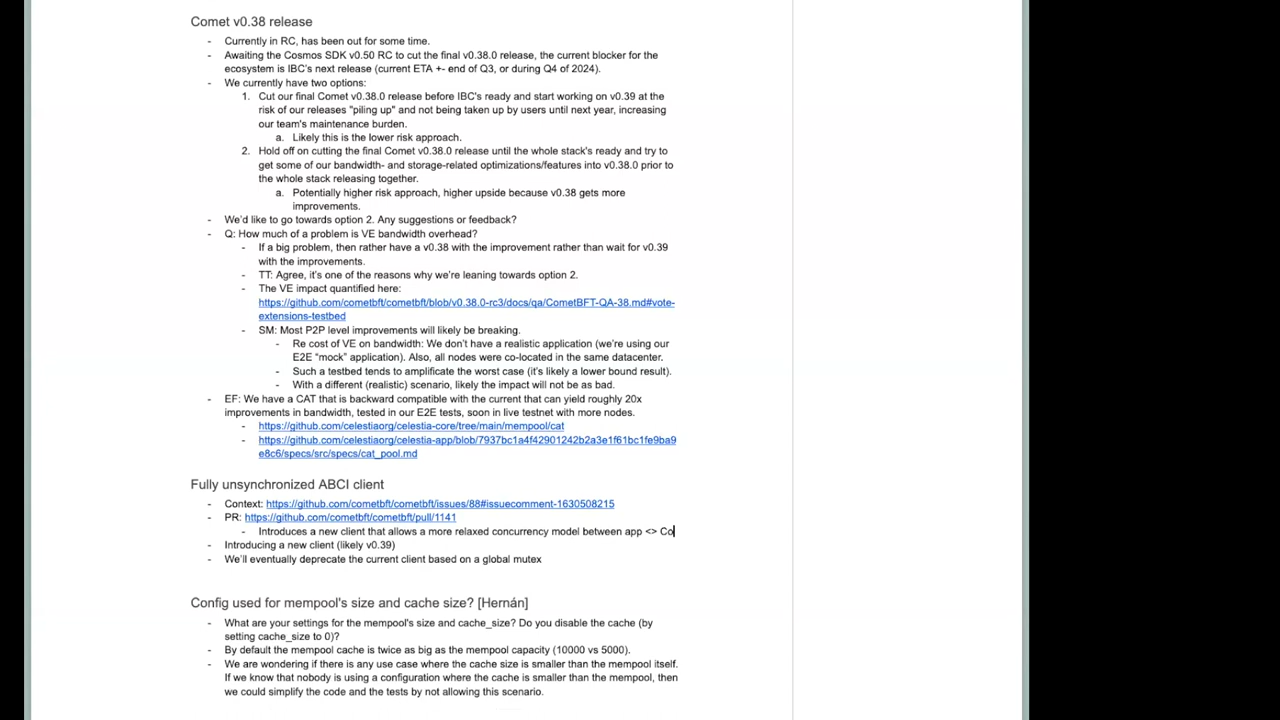 Comet v0.38 release
- Currently in RC, has been out for some time.
- Awaiting the Cosmos SDK v0.50 RC to cut the final v0.38.0 release, the current blocker for the
ecosystem is IBC's next release (current ETA +- end of Q3, or during Q4 of 2024).
- We currently have two options:
1. Cut our final Comet v0.38.0 release before IBC's ready and start working on v0.39 at the
risk of our releases "piling up" and not being taken up by users until next year, increasing
our team's maintenance burden.
a. Likely this is the lower risk approach.
2. Hold off on cutting the final Comet v0.38.0 release until the whole stack's ready and try to
get some of our bandwidth- and storage-related optimizations/features into v0.38.0 prior to
the whole stack releasing together.
a. Potentially higher risk approach, higher upside because v0.38 gets more
improvements.
- We'd like to go towards option 2. Any suggestions or feedback?
- Q: How much of a problem is VE bandwidth overhead?
- If a big problem, then rather have a v0.38 with the improvement rather than wait for v0.39
with the improvements.
- TT: Agree, it's one of the reasons why we're leaning towards option 2.
- The VE impact quantified here:
https://github.com/cometbft/cometbft/blob/v0.38.0-rc3/docs/qa/CometBFT-QA-38.md#vote-
extensions-testbed
- SM: Most P2P level improvements will likely be breaking.
- Re cost of VE on bandwidth: We don't have a realistic application (we're using our
E2E "mock" application). Also, all nodes were co-located in the same datacenter.
- Such a testbed tends to amplificate the worst case (it's likely a lower bound result).
- With a different (realistic) scenario, likely the impact will not be as bad.
- EF: We have a CAT that is backward compatible with the current that can yield roughly 20x
improvements in bandwidth, tested in our E2E tests, soon in live testnet with more nodes.
- https://github.com/celestiaorg/celestia-core/tree/main/mempool/cat
- https://github.com/celestiaorg/celestia-app/blob/7937bc1a4f42901242b2a3e1f61bc1fe9ba9
e8c6/specs/src/specs/cat_pool.md
Fully unsynchronized ABCI client
- Context: https://github.com/cometbft/cometbft/issues/88#issuecomment-1630508215
- PR: https://github.com/cometbft/cometbft/pull/1141
- Introduces a new client that allows a more relaxed concurrency model between app <> Co
- Introducing a new client (likely v0.39)
- We'll eventually deprecate the current client based on a global mutex
Config used for mempool's size and cache size? [Hernán]
- What are your settings for the mempool's size and cache_size? Do you disable the cache (by
setting cache_size to 0)?
- By default the mempool cache is twice as big as the mempool capacity (10000 vs 5000).
- We are wondering if there is any use case where the cache size is smaller than the mempool itself.
If we know that nobody is using a configuration where the cache is smaller than the mempool, then
we could simplify the code and the tests by not allowing this scenario.